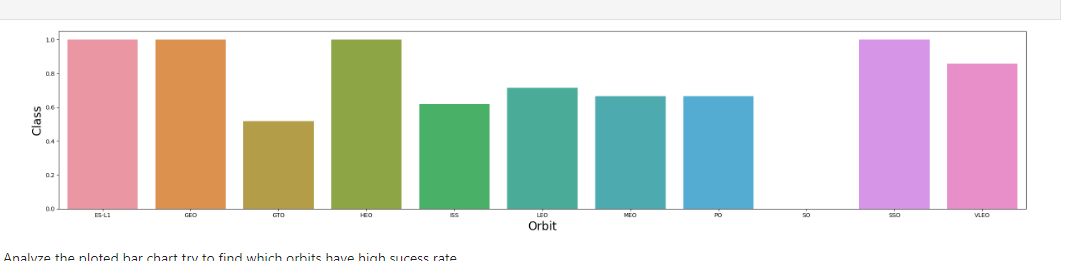 1.0
0.8
0.6
0.4
0.2
0.0
Class
ES-L1 GEO GTO HEO ISS LEO MEO PO SO SSO VLEO
Orbit
Analyze the ploted bar chart try to find which orbits have high sucess rate